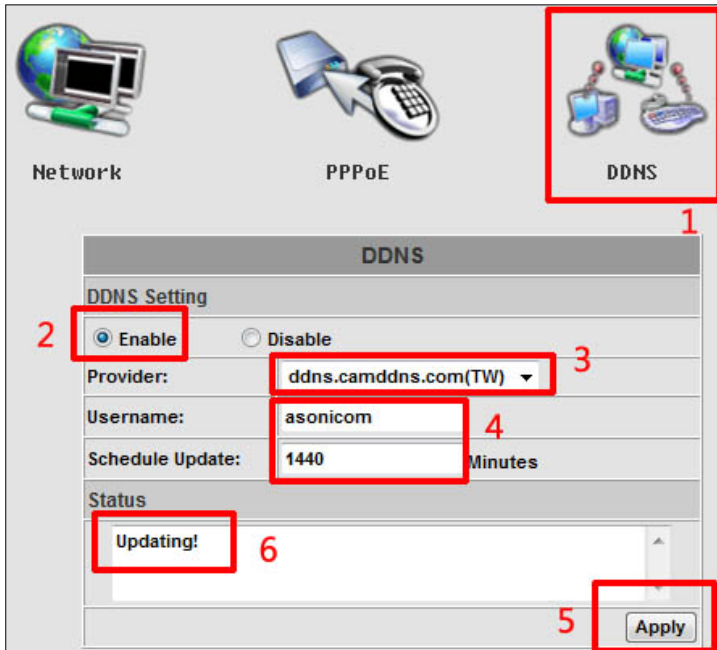 Network PPPoE DDNS
1
DDNS
DDNS Setting
2 Enable Disable
Provider: ddns.camddns.com(TW) 3
Username: asonicom
4
Schedule Update: 1440 Minutes
Status
Updating!
6
5 Apply